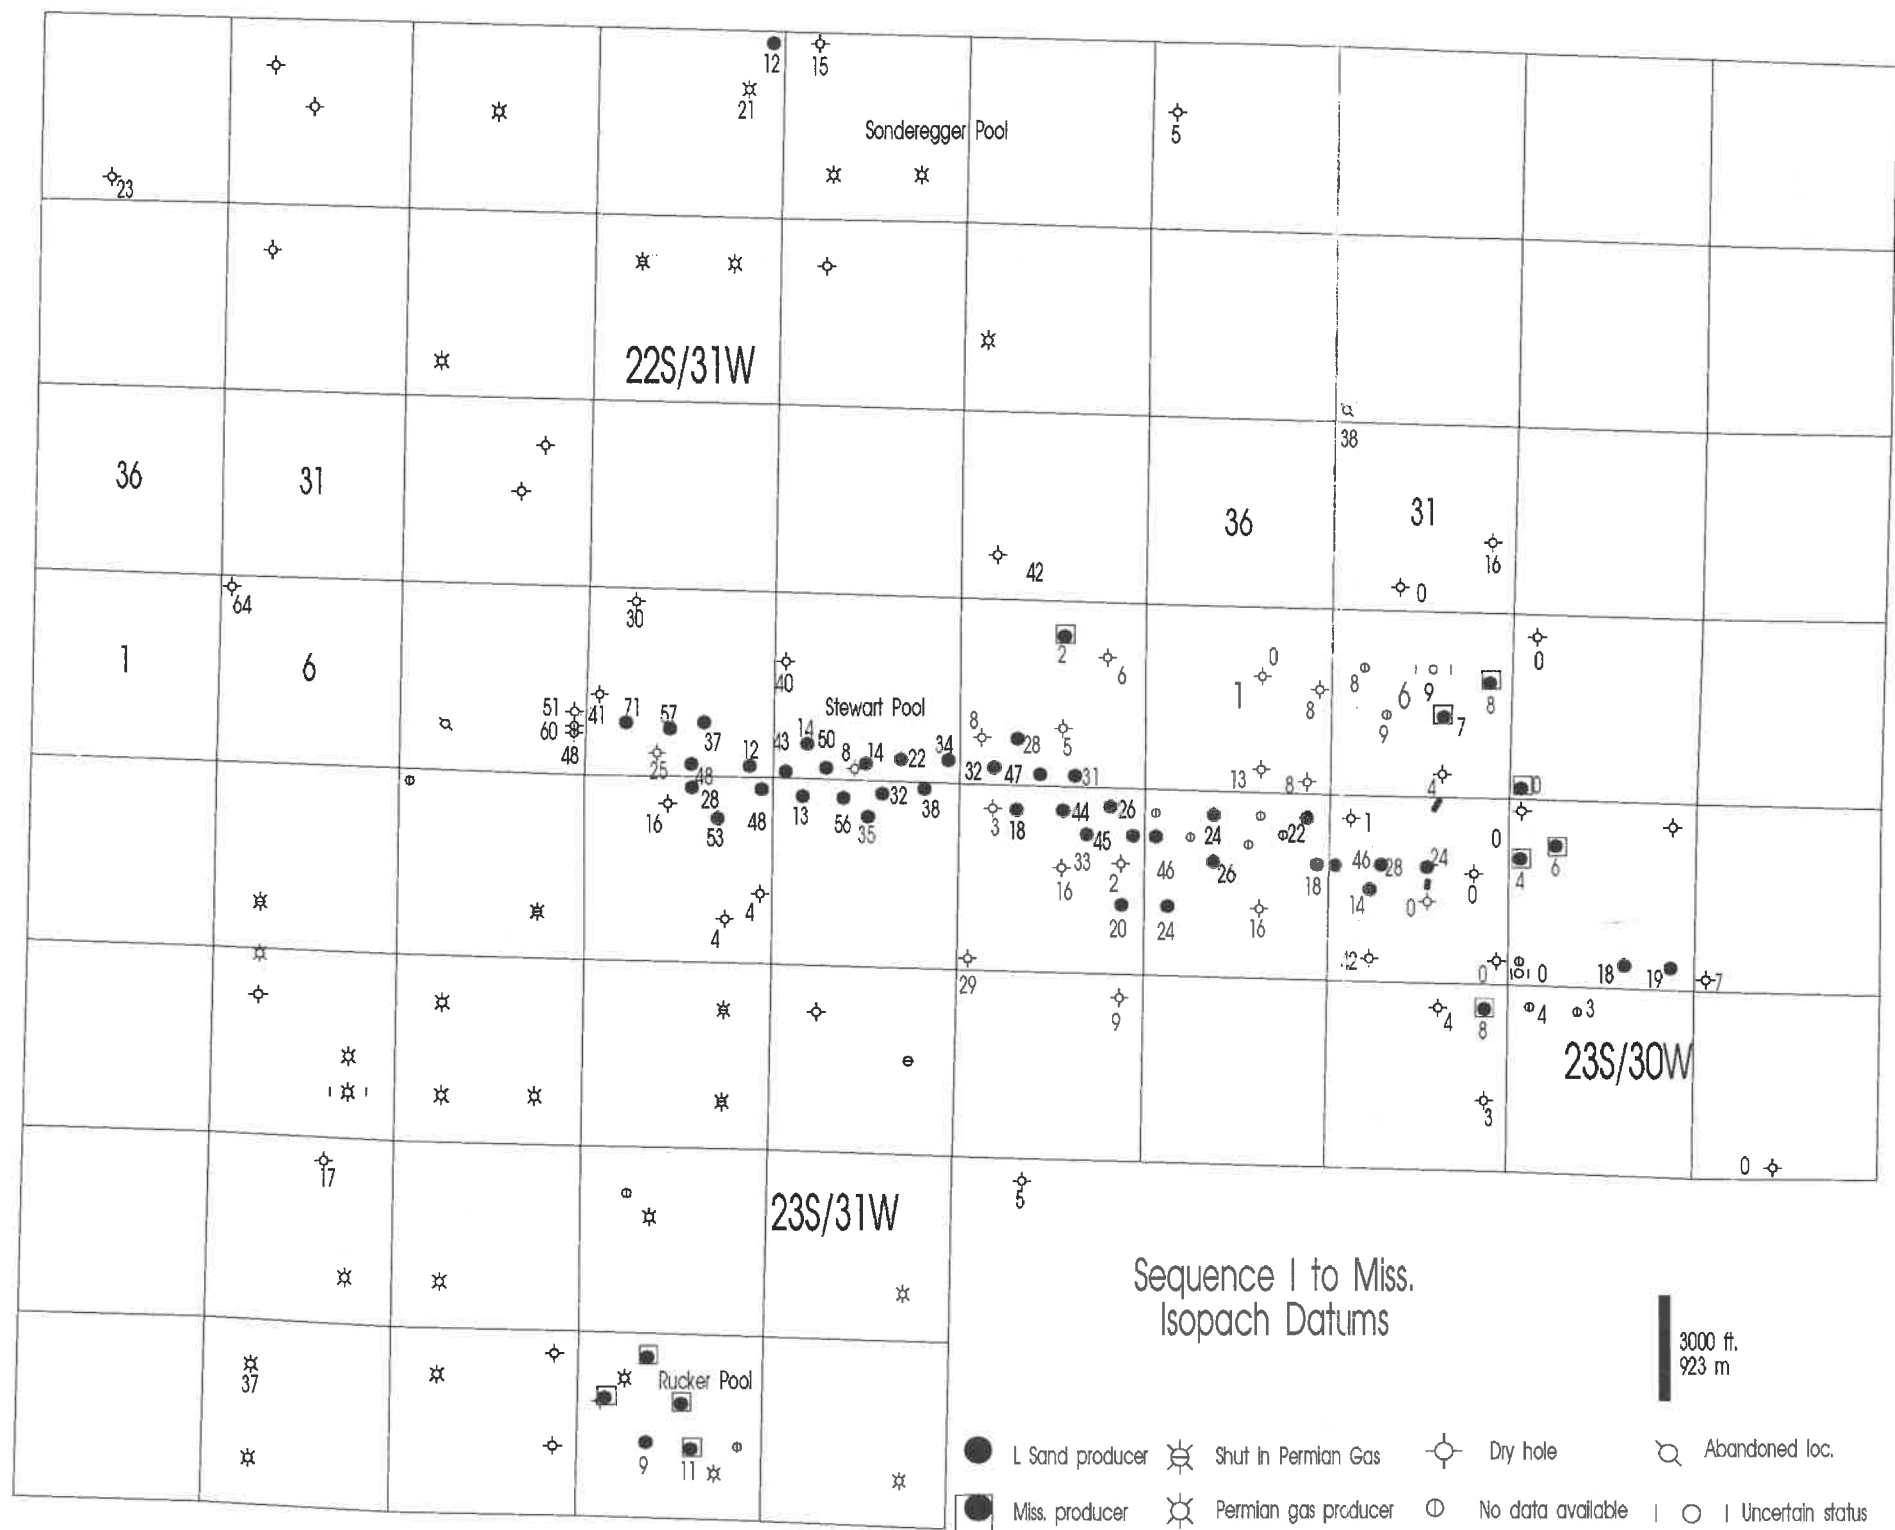 12 15
21
Sonderegger Pool
5
23
22S/31W
38
36 31
36 31
16
42
0
64
30
1 6
2 6
0
0
40
1 8
8 6 9 8
9 7
51 41 71 57
60 37
48
Stewart Pool
14
43 50 8 14 22 34
12
8 28 5
25 48
32 47 31
13 8 4 0
28 16 53 48
13 56 35 32 38
3 18 44 26
45 33
46 24 22
1
0
16 2 26 18
46 28 24
4 6
14 0 0
4
4
20 24 16
29 9
12 0 0 18 19 7
4 8 4 3
23S/30W
3
17
23S/31W
5
0
Sequence I to Miss.
Isopach Datums
3000 ft.
923 m
37
Rucker Pool
9 11
L Sand producer Shut in Permian Gas Dry hole Abandoned loc.
Miss. producer Permian gas producer No data available Uncertain status